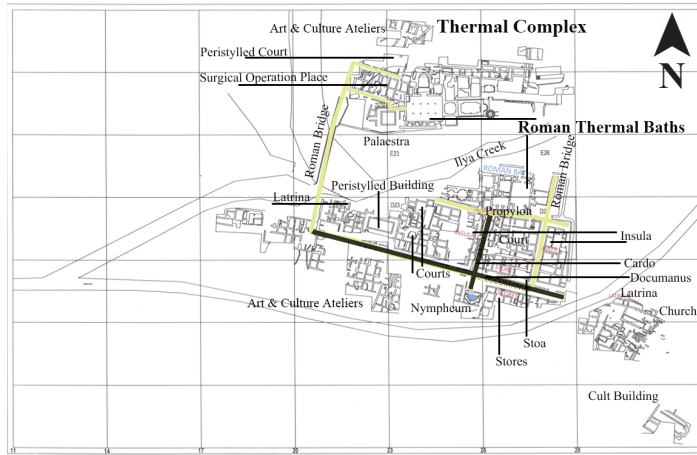 Art & Culture Ateliers
Thermal Complex
Peristylled Court
Surgical Operation Place
N
Roman Bridge
Palaestra
Roman Thermal Baths
E23
Ilya Creek
E26
ROMAN BATH
Roman Bridge
Latrina
Peristylled Building
D23
Propylon
INSULA
Court
Insula
Courts
Cardo
Documanus
Latrina
Art & Culture Ateliers
Nympheum
Church
Stoa
Stores
Cult Building
11
14
17
20
23
26
29